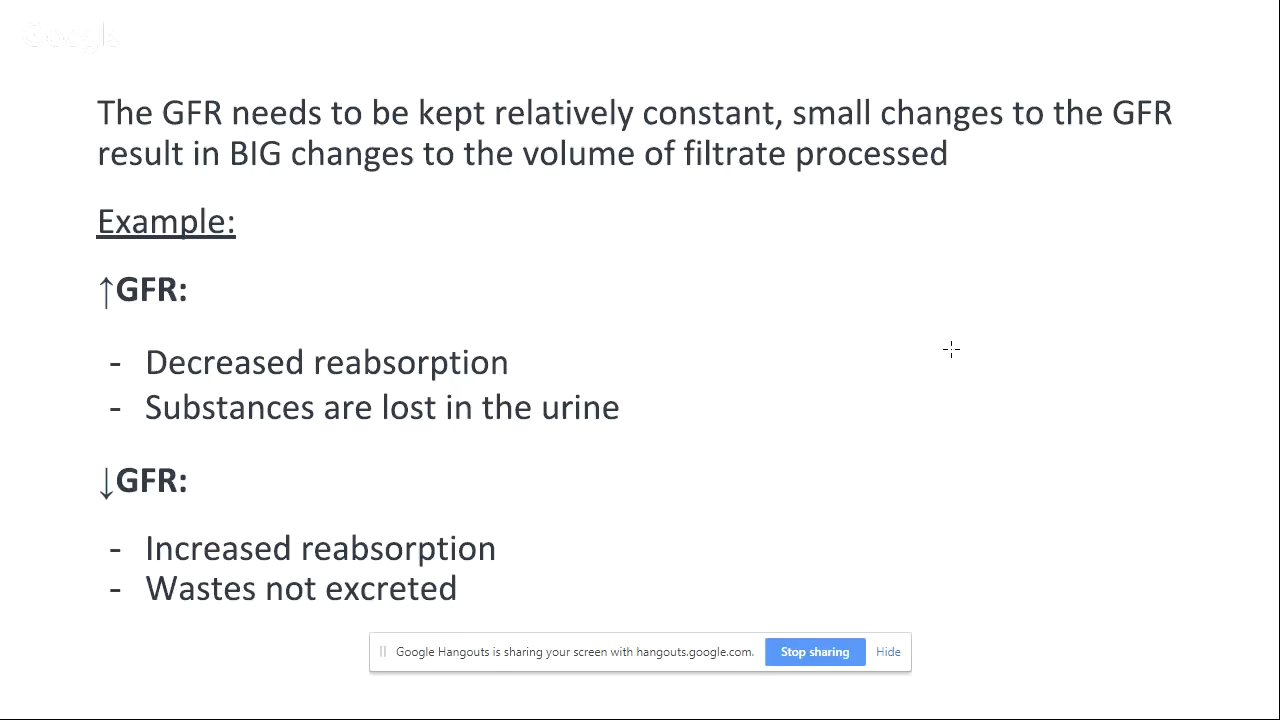 Google
The GFR needs to be kept relatively constant, small changes to the GFR
result in BIG changes to the volume of filtrate processed
Example:
↑GFR:
- Decreased reabsorption
- Substances are lost in the urine
↓GFR:
- Increased reabsorption
- Wastes not excreted
Google Hangouts is sharing your screen with hangouts.google.com. Stop sharing Hide